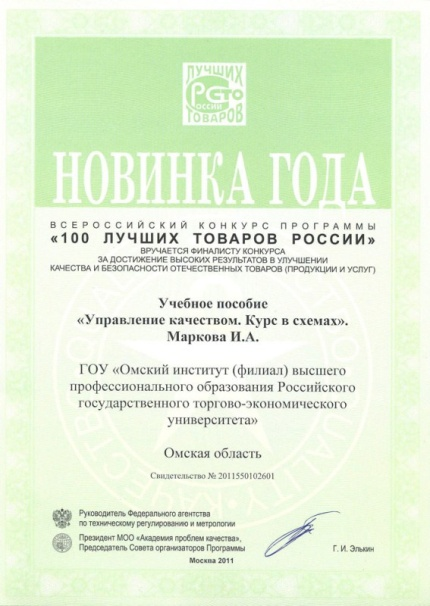 ЛУЧШИХ
СТО
РОССИИ
ТОВАРОВ
НОВИНКА ГОДА
ВСЕРОССИЙСКИЙ КОНКУРС ПРОГРАММЫ
«100 ЛУЧШИХ ТОВАРОВ РОССИИ»
ВРУЧАЕТСЯ ФИНАЛИСТУ КОНКУРСА
ЗА ДОСТИЖЕНИЕ ВЫСОКИХ РЕЗУЛЬТАТОВ В УЛУЧШЕНИИ
КАЧЕСТВА И БЕЗОПАСНОСТИ ОТЕЧЕСТВЕННЫХ ТОВАРОВ (ПРОДУКЦИИ И УСЛУГ)
Учебное пособие
«Управление качеством. Курс в схемах».
Маркова И.А.
ГОУ «Омский институт (филиал) высшего
профессионального образования Российского
государственного торгово-экономического
университета»
Омская область
Свидетельство № 2011550102601
Руководитель Федерального агентства
по техническому регулированию и метрологии
Президент МОО «Академия проблем качества»,
Председатель Совета организаторов Программы
Г. И. Элькин
Москва 2011